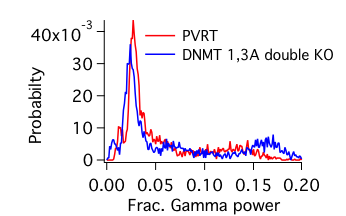 40x10-3
30
20
10
0
Probabilty
PVRT
DNMT 1,3A double KO
0.00 0.05 0.10 0.15 0.20
Frac. Gamma power